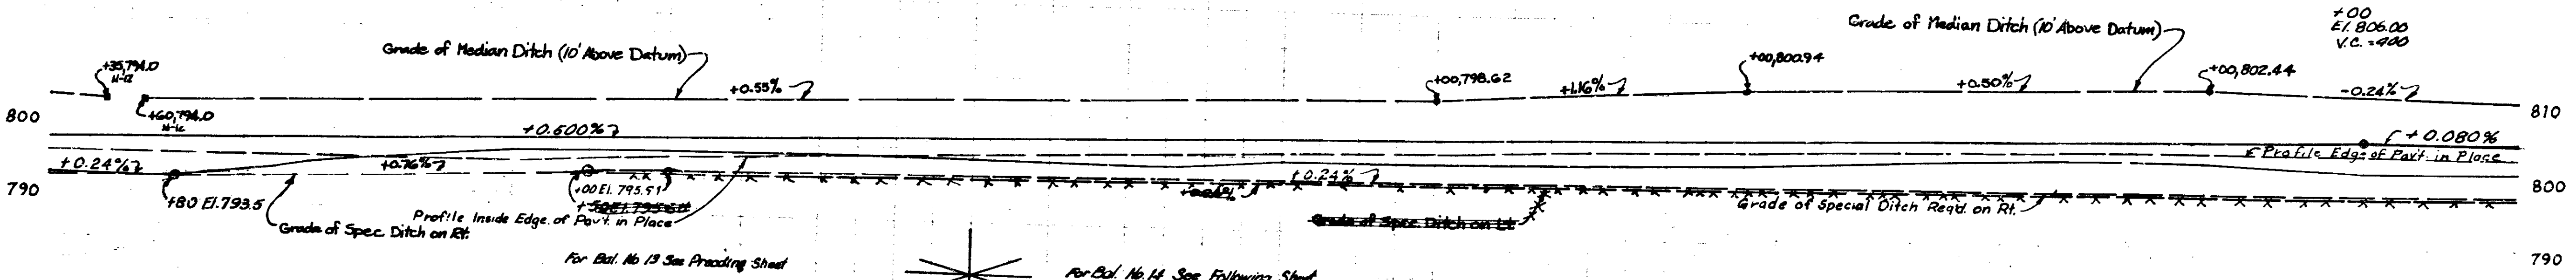 +00
El. 806.00
V.C. = 400
Grade of Median Ditch (10' Above Datum)
Grade of Median Ditch (10' Above Datum)
+35,794.0
H-12
+0.55%
+00,798.62
+1.16%
+00,800.94
+0.50%
+00,802.44
-0.24%
800
+60,794.0
810
+0.600%
+0.080%
+0.24%
+0.76%
Profile Edge of Pav't. in Place
790
+00 El. 795.51
+0.24%
800
+80 El. 793.5
Profile Inside Edge of Pav't. in Place
Grade of Spec. Ditch on Rt.
Grade of Spec. Ditch on Lt
Grade of Special Ditch Reqd. on Rt.
For Bal. No 13 See Preceding Sheet
For Bal. No. 14 See Following Sheet
790